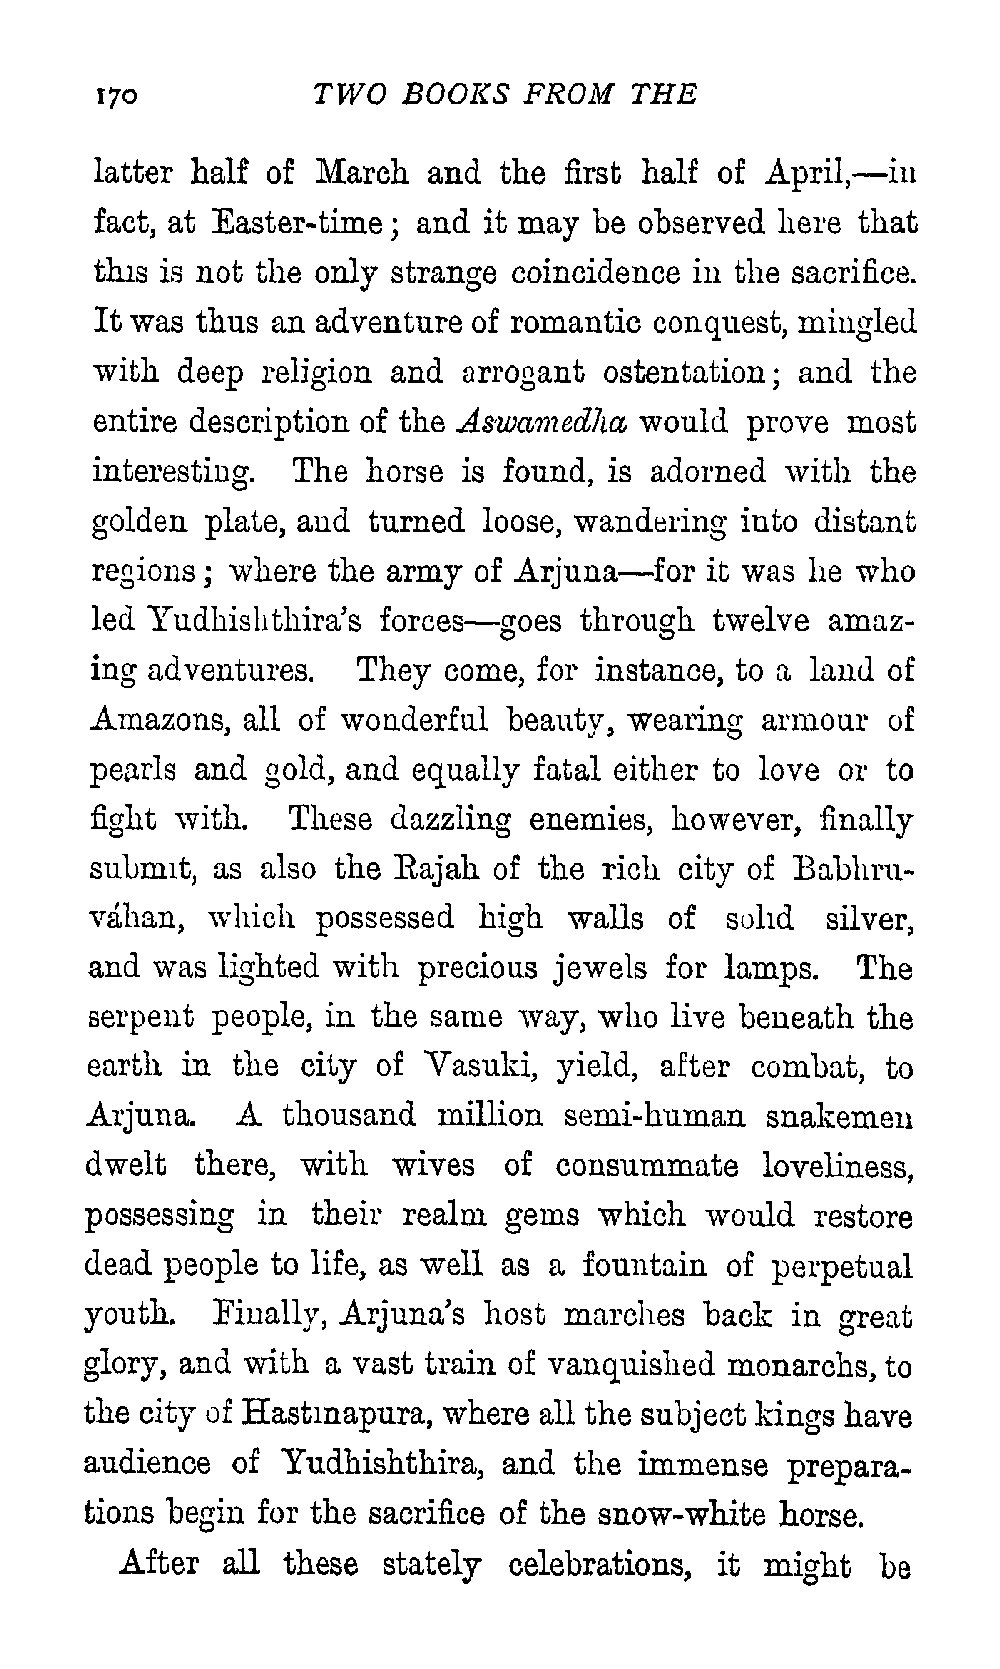 170 TWO BOOKS FROM THE
latter half of March and the first half of April,—in
fact, at Easter-time; and it may be observed here that
this is not the only strange coincidence in the sacrifice.
It was thus an adventure of romantic conquest, mingled
with deep religion and arrogant ostentation; and the
entire description of the Aswamedha would prove most
interesting. The horse is found, is adorned with the
golden plate, and turned loose, wandering into distant
regions; where the army of Arjuna—for it was he who
led Yudhishthira's forces—goes through twelve amaz-
ing adventures. They come, for instance, to a land of
Amazons, all of wonderful beauty, wearing armour of
pearls and gold, and equally fatal either to love or to
fight with. These dazzling enemies, however, finally
submit, as also the Rajah of the rich city of Babhru-
váhan, which possessed high walls of solid silver,
and was lighted with precious jewels for lamps. The
serpent people, in the same way, who live beneath the
earth in the city of Vasuki, yield, after combat, to
Arjuna. A thousand million semi-human snakemen
dwelt there, with wives of consummate loveliness,
possessing in their realm gems which would restore
dead people to life, as well as a fountain of perpetual
youth. Finally, Arjuna's host marches back in great
glory, and with a vast train of vanquished monarchs, to
the city of Hastinapura, where all the subject kings have
audience of Yudhishthira, and the immense prepara-
tions begin for the sacrifice of the snow-white horse.
After all these stately celebrations, it might be